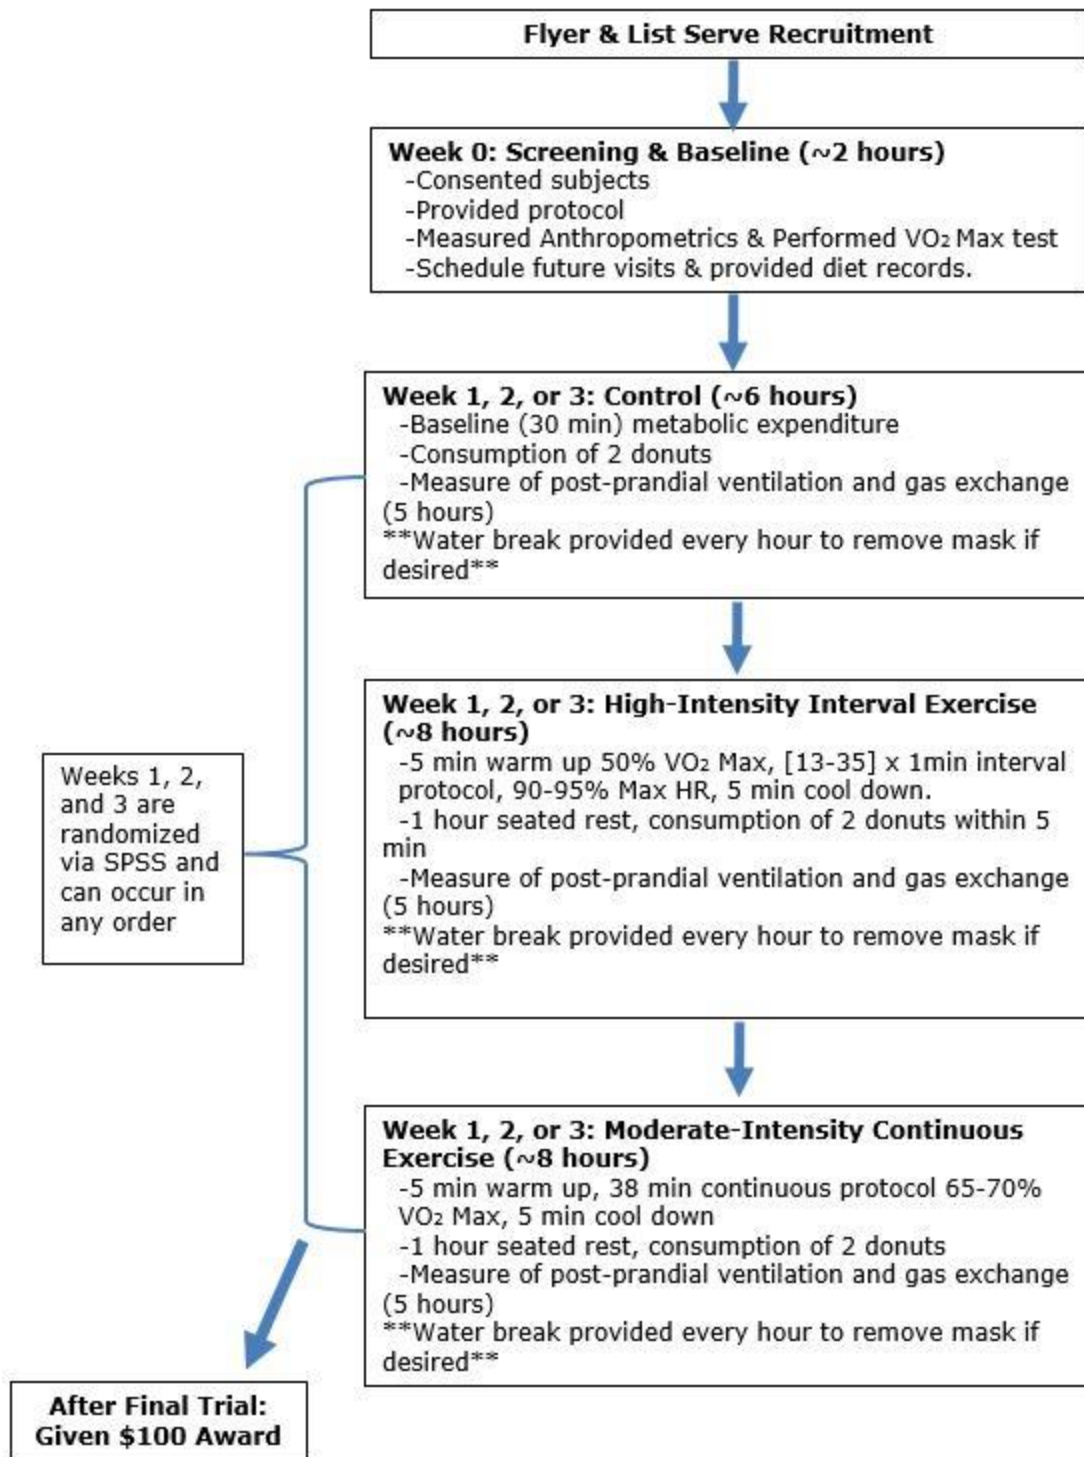 Flyer & List Serve Recruitment
Week 0: Screening & Baseline (~2 hours)
-Consented subjects
-Provided protocol
-Measured Anthropometrics & Performed VO₂ Max test
-Schedule future visits & provided diet records.
Week 1, 2, or 3: Control (~6 hours)
-Baseline (30 min) metabolic expenditure
-Consumption of 2 donuts
-Measure of post-prandial ventilation and gas exchange
(5 hours)
**Water break provided every hour to remove mask if
desired**
Week 1, 2, or 3: High-Intensity Interval Exercise
(~8 hours)
-5 min warm up 50% VO₂ Max, [13-35] x 1min interval
protocol, 90-95% Max HR, 5 min cool down.
-1 hour seated rest, consumption of 2 donuts within 5
min
-Measure of post-prandial ventilation and gas exchange
(5 hours)
**Water break provided every hour to remove mask if
desired**
Weeks 1, 2,
and 3 are
randomized
via SPSS and
can occur in
any order
Week 1, 2, or 3: Moderate-Intensity Continuous
Exercise (~8 hours)
-5 min warm up, 38 min continuous protocol 65-70%
VO₂ Max, 5 min cool down
-1 hour seated rest, consumption of 2 donuts
-Measure of post-prandial ventilation and gas exchange
(5 hours)
**Water break provided every hour to remove mask if
desired**
After Final Trial:
Given $100 Award